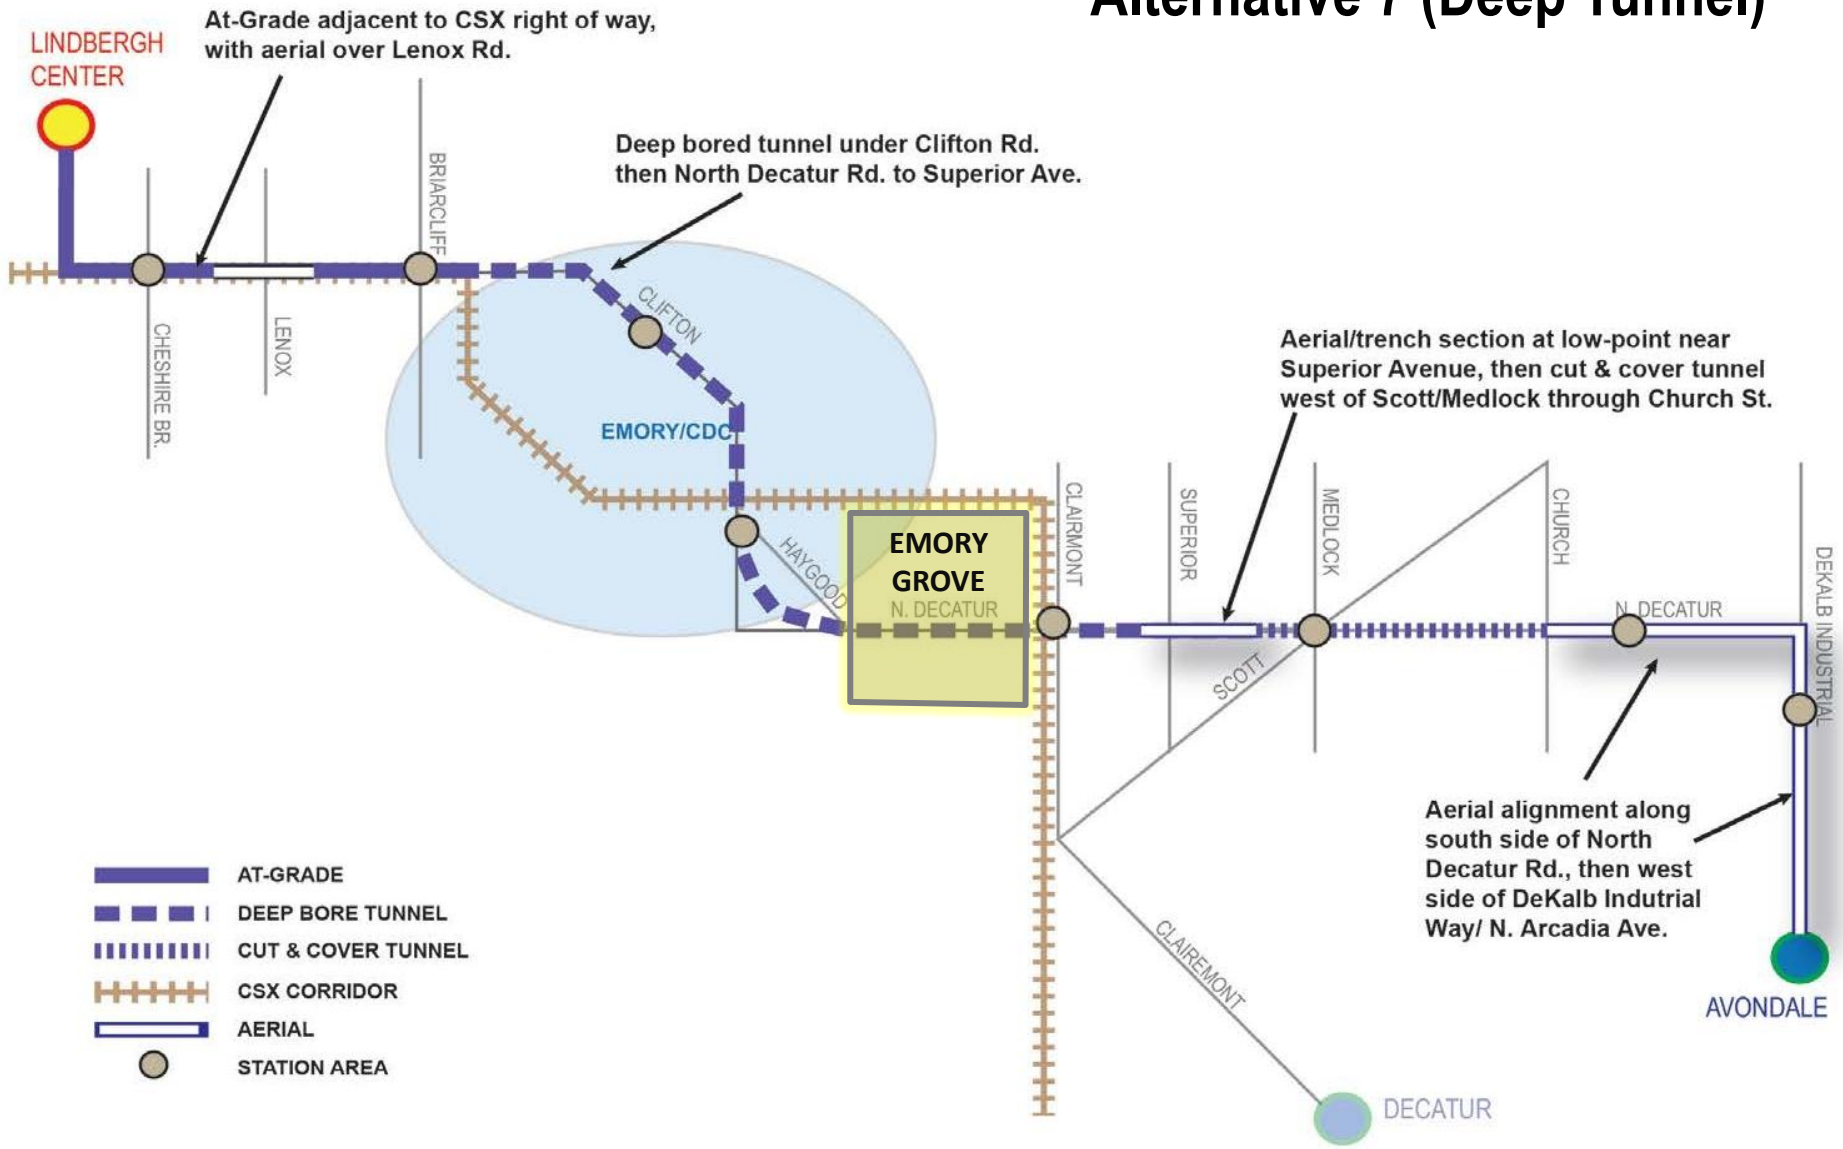 Alternative 7 (Deep Tunnel)
At-Grade adjacent to CSX right of way,
with aerial over Lenox Rd.
LINDBERGH
CENTER
BRIARCLIFF
Deep bored tunnel under Clifton Rd.
then North Decatur Rd. to Superior Ave.
CHESHIRE BR.
LENOX
CLIFTON
EMORY/CDC
Aerial/trench section at low-point near
Superior Avenue, then cut & cover tunnel
west of Scott/Medlock through Church St.
HAYGOOD
EMORY
GROVE
N. DECATUR
CLAIRMONT
SUPERIOR
MEDLOCK
CHURCH
N. DECATUR
DEKALB INDUSTRIAL
SCOTT
Aerial alignment along
south side of North
Decatur Rd., then west
side of DeKalb Indutrial
Way/ N. Arcadia Ave.
AT-GRADE
DEEP BORE TUNNEL
CUT & COVER TUNNEL
CSX CORRIDOR
AERIAL
STATION AREA
CLAIREMONT
AVONDALE
DECATUR